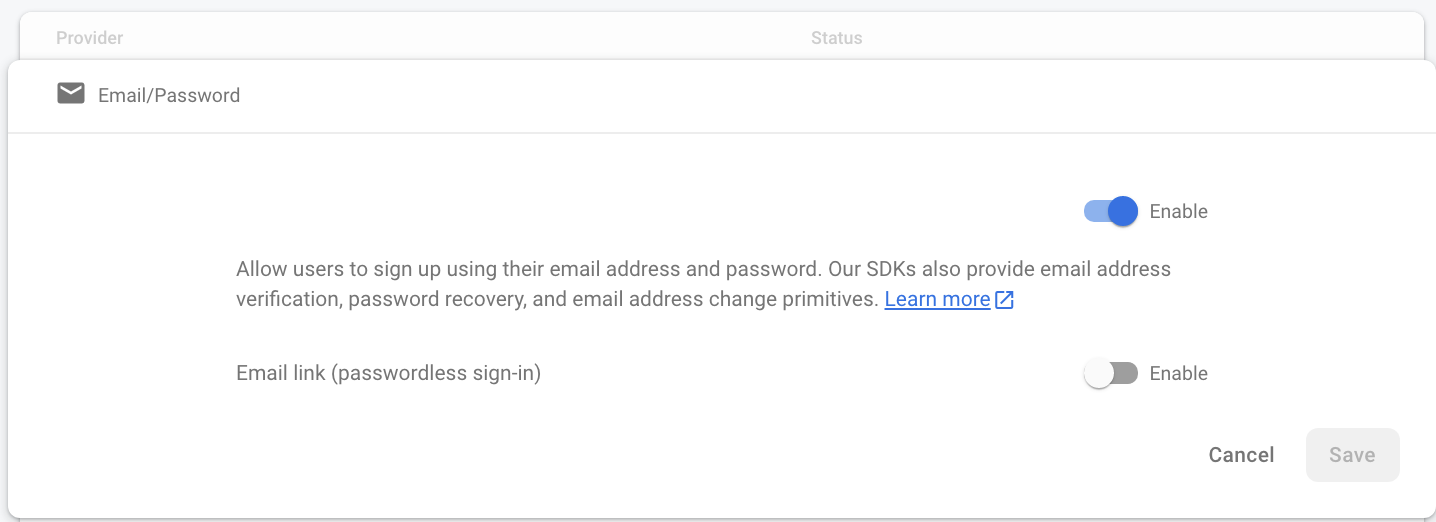 Provider Status
Email/Password
Enable
Allow users to sign up using their email address and password. Our SDKs also provide email address
verification, password recovery, and email address change primitives. Learn more
Email link (passwordless sign-in) Enable
Cancel Save